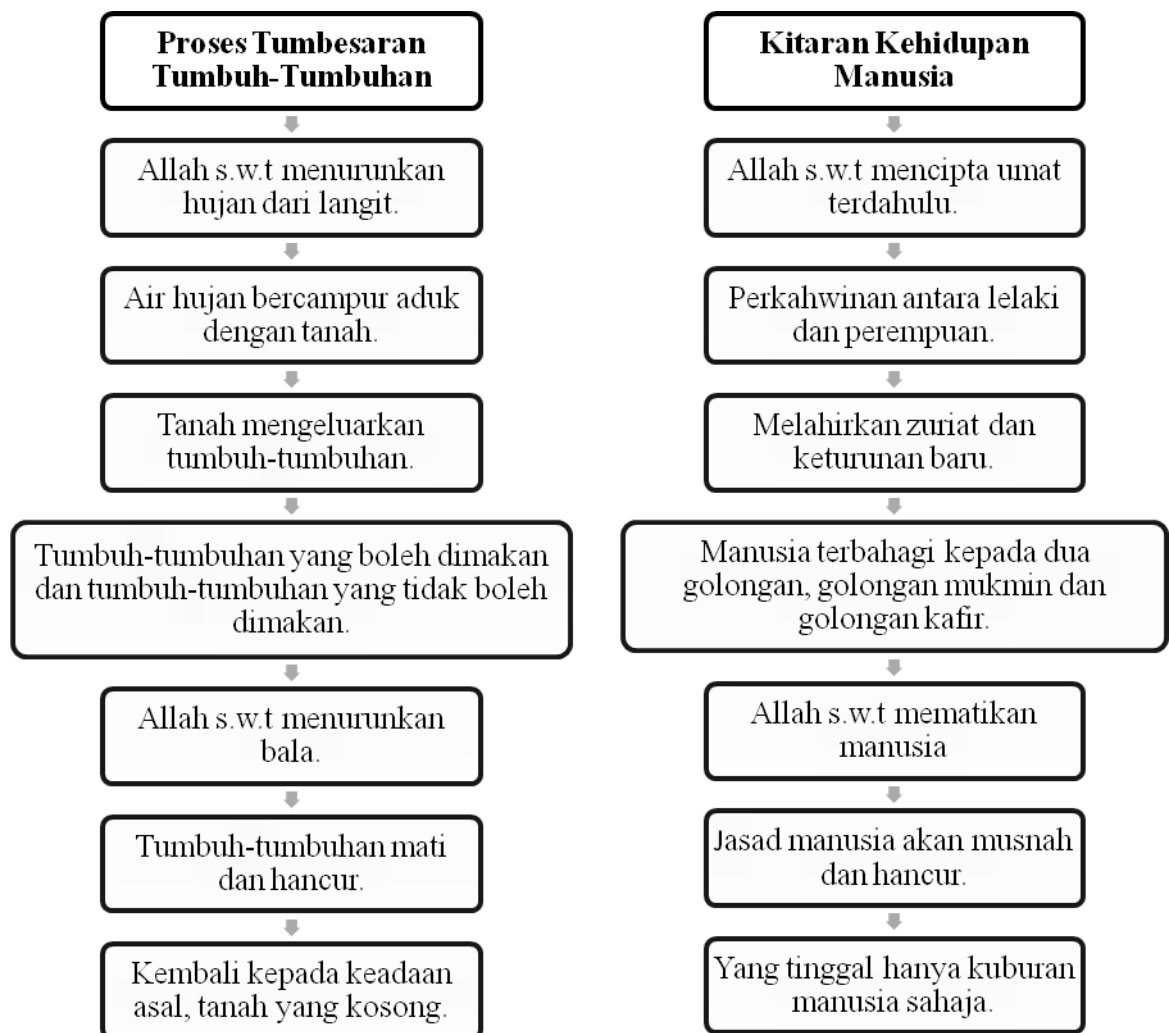 Proses Tumbesaran
Tumbuh-Tumbuhan
Allah s.w.t menurunkan
hujan dari langit.
Air hujan bercampur aduk
dengan tanah.
Tanah mengeluarkan
tumbuh-tumbuhan.
Tumbuh-tumbuhan yang boleh dimakan
dan tumbuh-tumbuhan yang tidak boleh
dimakan.
Allah s.w.t menurunkan
bala.
Tumbuh-tumbuhan mati
dan hancur.
Kembali kepada keadaan
asal, tanah yang kosong.
Kitaran Kehidupan
Manusia
Allah s.w.t mencipta umat
terdahulu.
Perkahwinan antara lelaki
dan perempuan.
Melahirkan zuriat dan
keturunan baru.
Manusia terbahagi kepada dua
golongan, golongan mukmin dan
golongan kafir.
Allah s.w.t mematikan
manusia
Jasad manusia akan musnah
dan hancur.
Yang tinggal hanya kuburan
manusia sahaja.